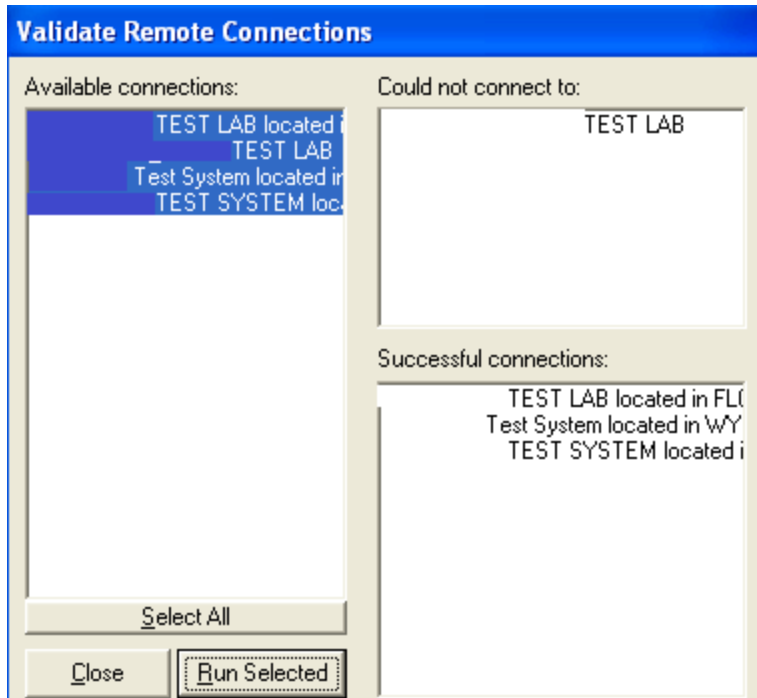 Validate Remote Connections
Available connections:
TEST LAB located i
TEST LAB
Test System located in
TEST SYSTEM loc
Select All
Close
Run Selected
Could not connect to:
TEST LAB
Successful connections:
TEST LAB located in FLO
Test System located in WY
TEST SYSTEM located i